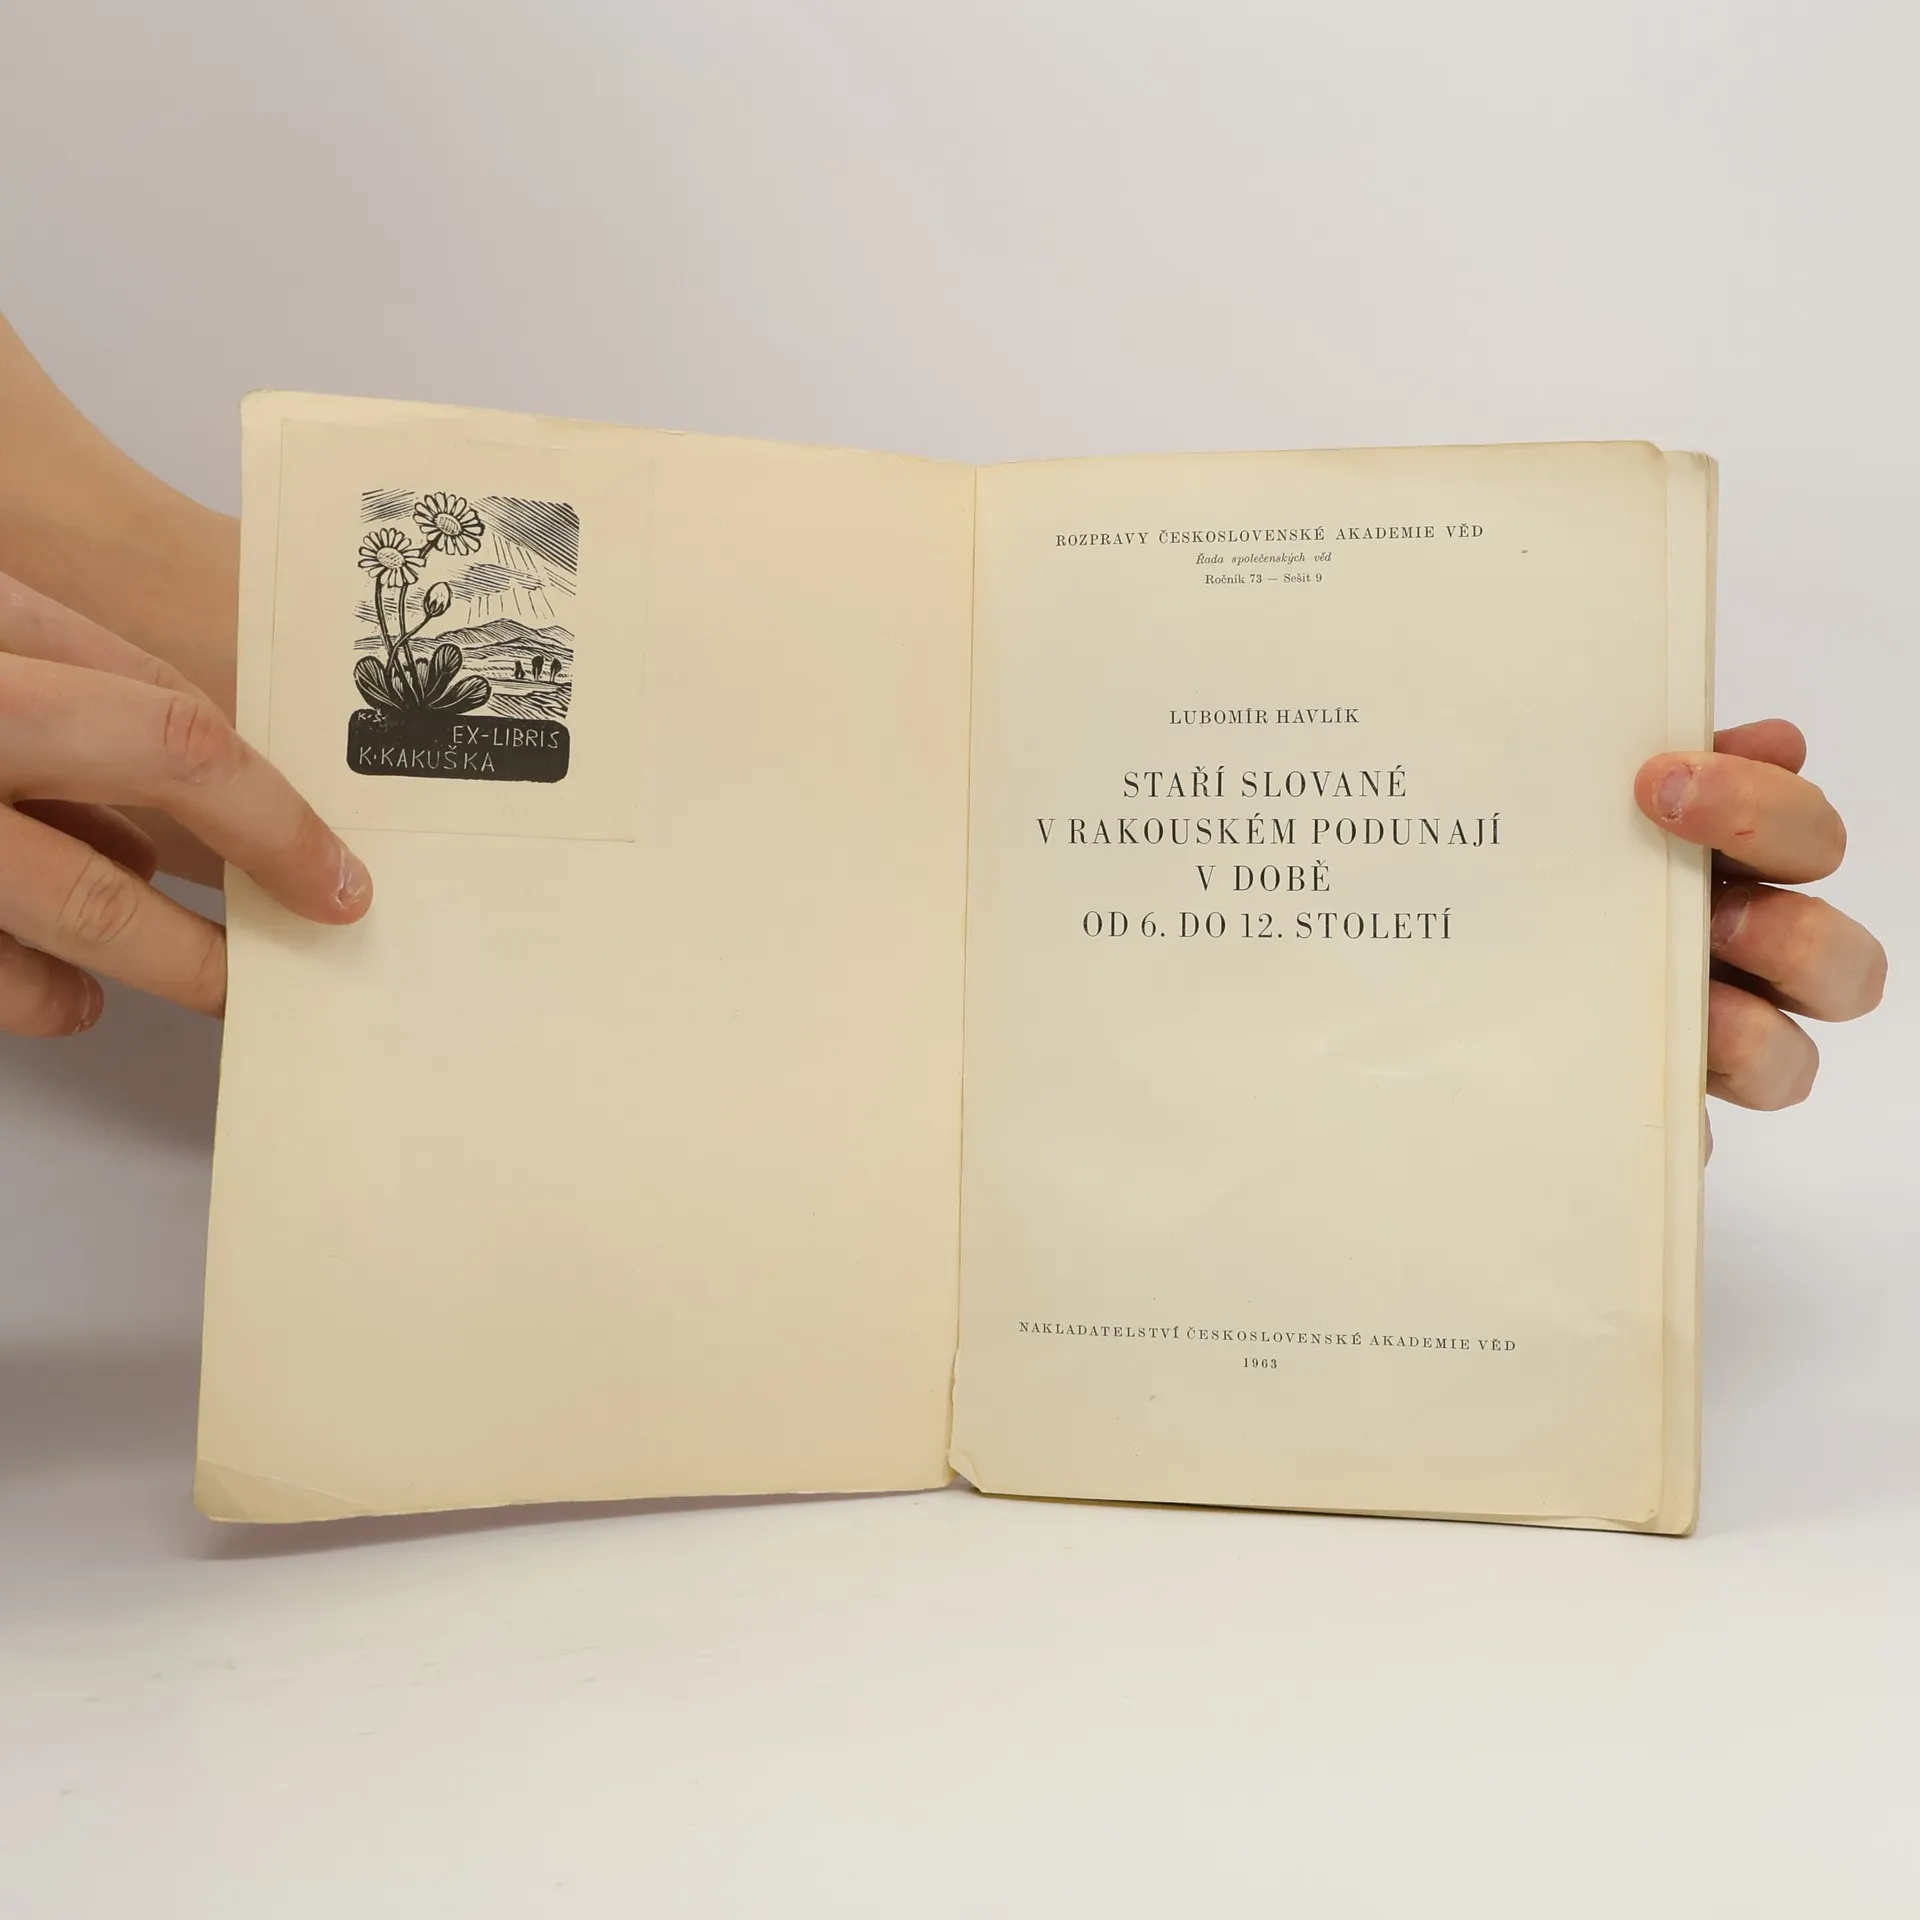 K·Š·
EX-LIBRIS
K·KAKUŠKA
ROZPRAVY ČESKOSLOVENSKÉ AKADEMIE VĚD
Řada společenských věd
Ročník 73 — Sešit 9
LUBOMÍR HAVLÍK
STAŘÍ SLOVANÉ
V RAKOUSKÉM PODUNAJÍ
V DOBĚ
OD 6. DO 12. STOLETÍ
NAKLADATELSTVÍ ČESKOSLOVENSKÉ AKADEMIE VĚD
1963